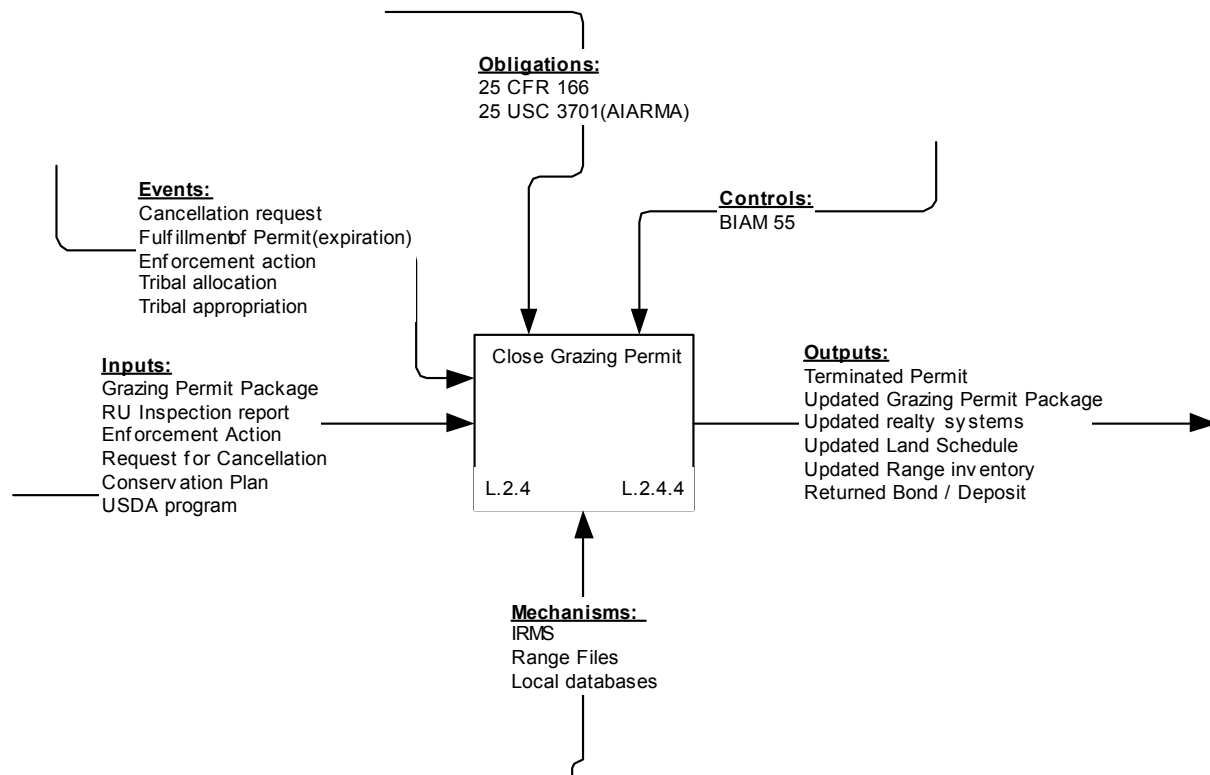 Obligations:
25 CFR 166
25 USC 3701(AIARMA)
Events:
Cancellation request
Fulfillment of Permit(expiration)
Enforcement action
Tribal allocation
Tribal appropriation
Controls:
BIAM 55
Inputs:
Grazing Permit Package
RU Inspection report
Enforcement Action
Request for Cancellation
Conservation Plan
USDA program
Close Grazing Permit
L.2.4 L.2.4.4
Outputs:
Terminated Permit
Updated Grazing Permit Package
Updated realty systems
Updated Land Schedule
Updated Range inventory
Returned Bond / Deposit
Mechanisms:
IRMS
Range Files
Local databases